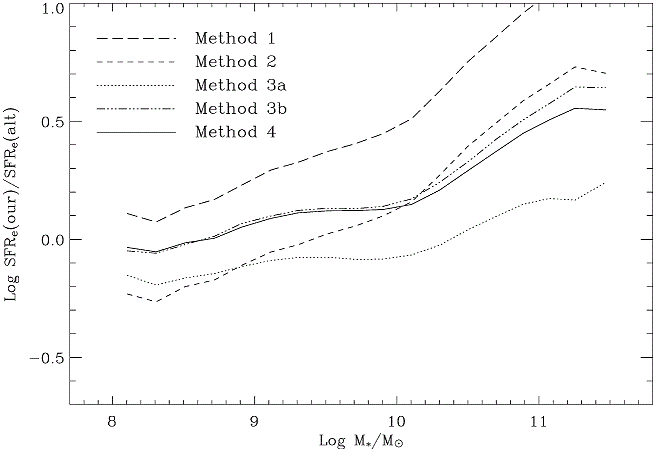 1.0
0.5
0.0
−0.5
Log SFRe(our)/SFRe(alt)
Method 1
Method 2
Method 3a
Method 3b
Method 4
8 9 10 11
Log M*/M⊙